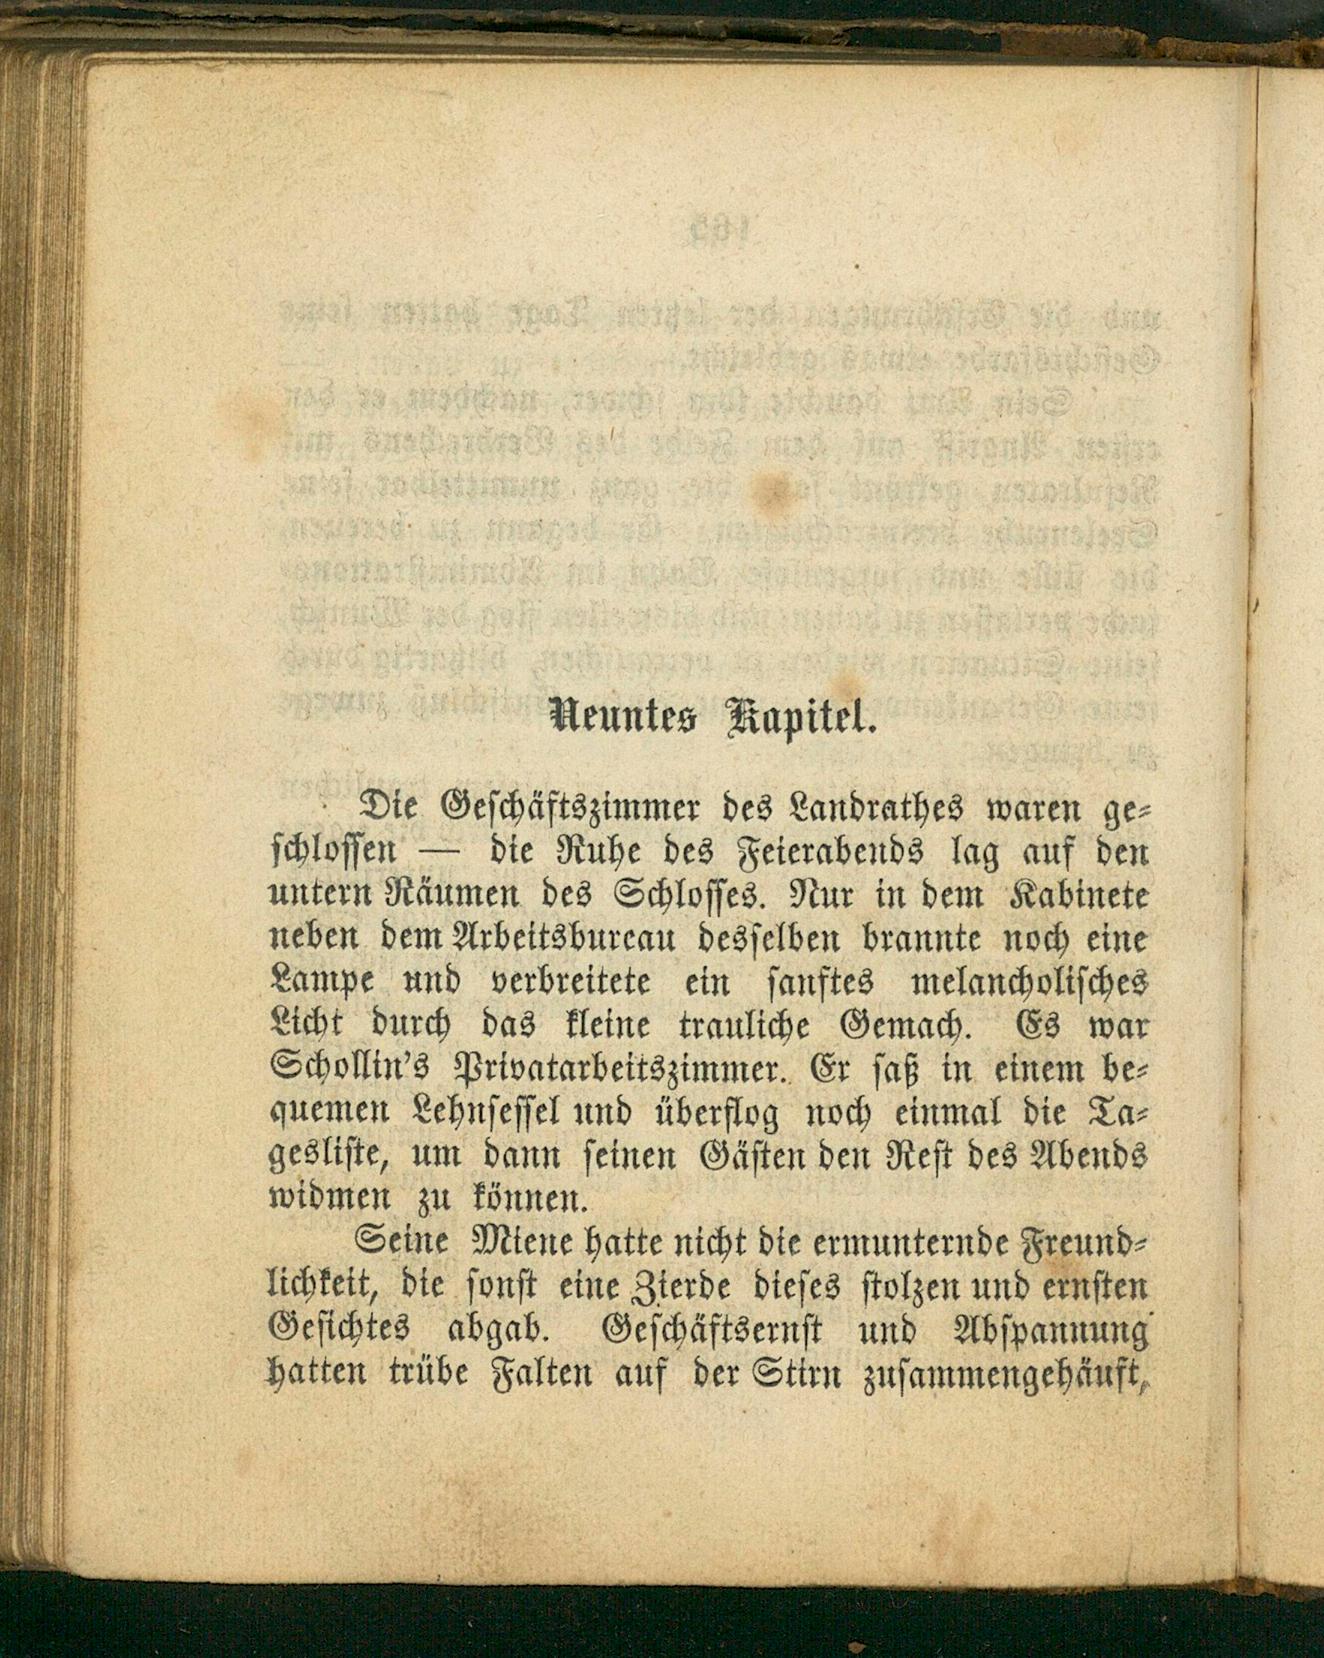 Neuntes Kapitel.
Die Geschäftszimmer des Landrathes waren ge-
schlossen — die Ruhe des Feierabends lag auf den
untern Räumen des Schlosses. Nur in dem Kabinete
neben dem Arbeitsbureau desselben brannte noch eine
Lampe und verbreitete ein sanftes melancholisches
Licht durch das kleine trauliche Gemach. Es war
Schollin's Privatarbeitszimmer. Er saß in einem be-
quemen Lehnsessel und überflog noch einmal die Ta-
gesliste, um dann seinen Gästen den Rest des Abends
widmen zu können.
Seine Miene hatte nicht die ermunternde Freund-
lichkeit, die sonst eine Zierde dieses stolzen und ernsten
Gesichtes abgab. Geschäftsernst und Abspannung
hatten trübe Falten auf der Stirn zusammengehäuft,